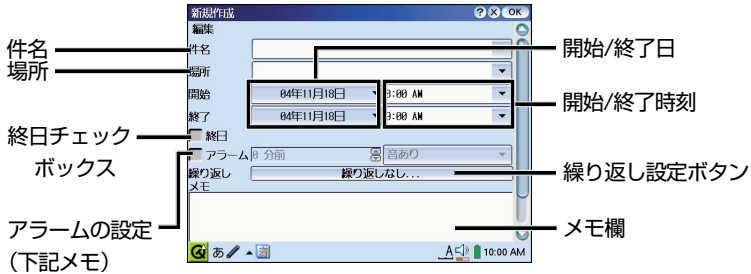 新規作成 ? X OK
編集
件名
場所
開始 04年11月18日
終了 04年11月18日 9:00 AM
終日
アラーム 0 分前 音あり
繰り返し 繰り返しなし...
メモ
あ 10:00 AM
件名
場所
終日チェック
ボックス
アラームの設定
(下記メモ)
開始/終了日
開始/終了時刻
繰り返し設定ボタン
メモ欄